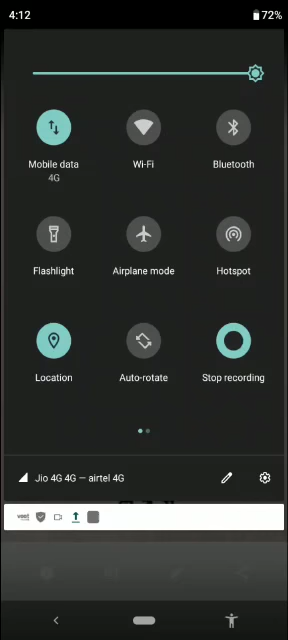 4:12
72%
Mobile data
4G
Wi-Fi
Bluetooth
Flashlight
Airplane mode
Hotspot
Location
Auto-rotate
Stop recording
Jio 4G 4G — airtel 4G